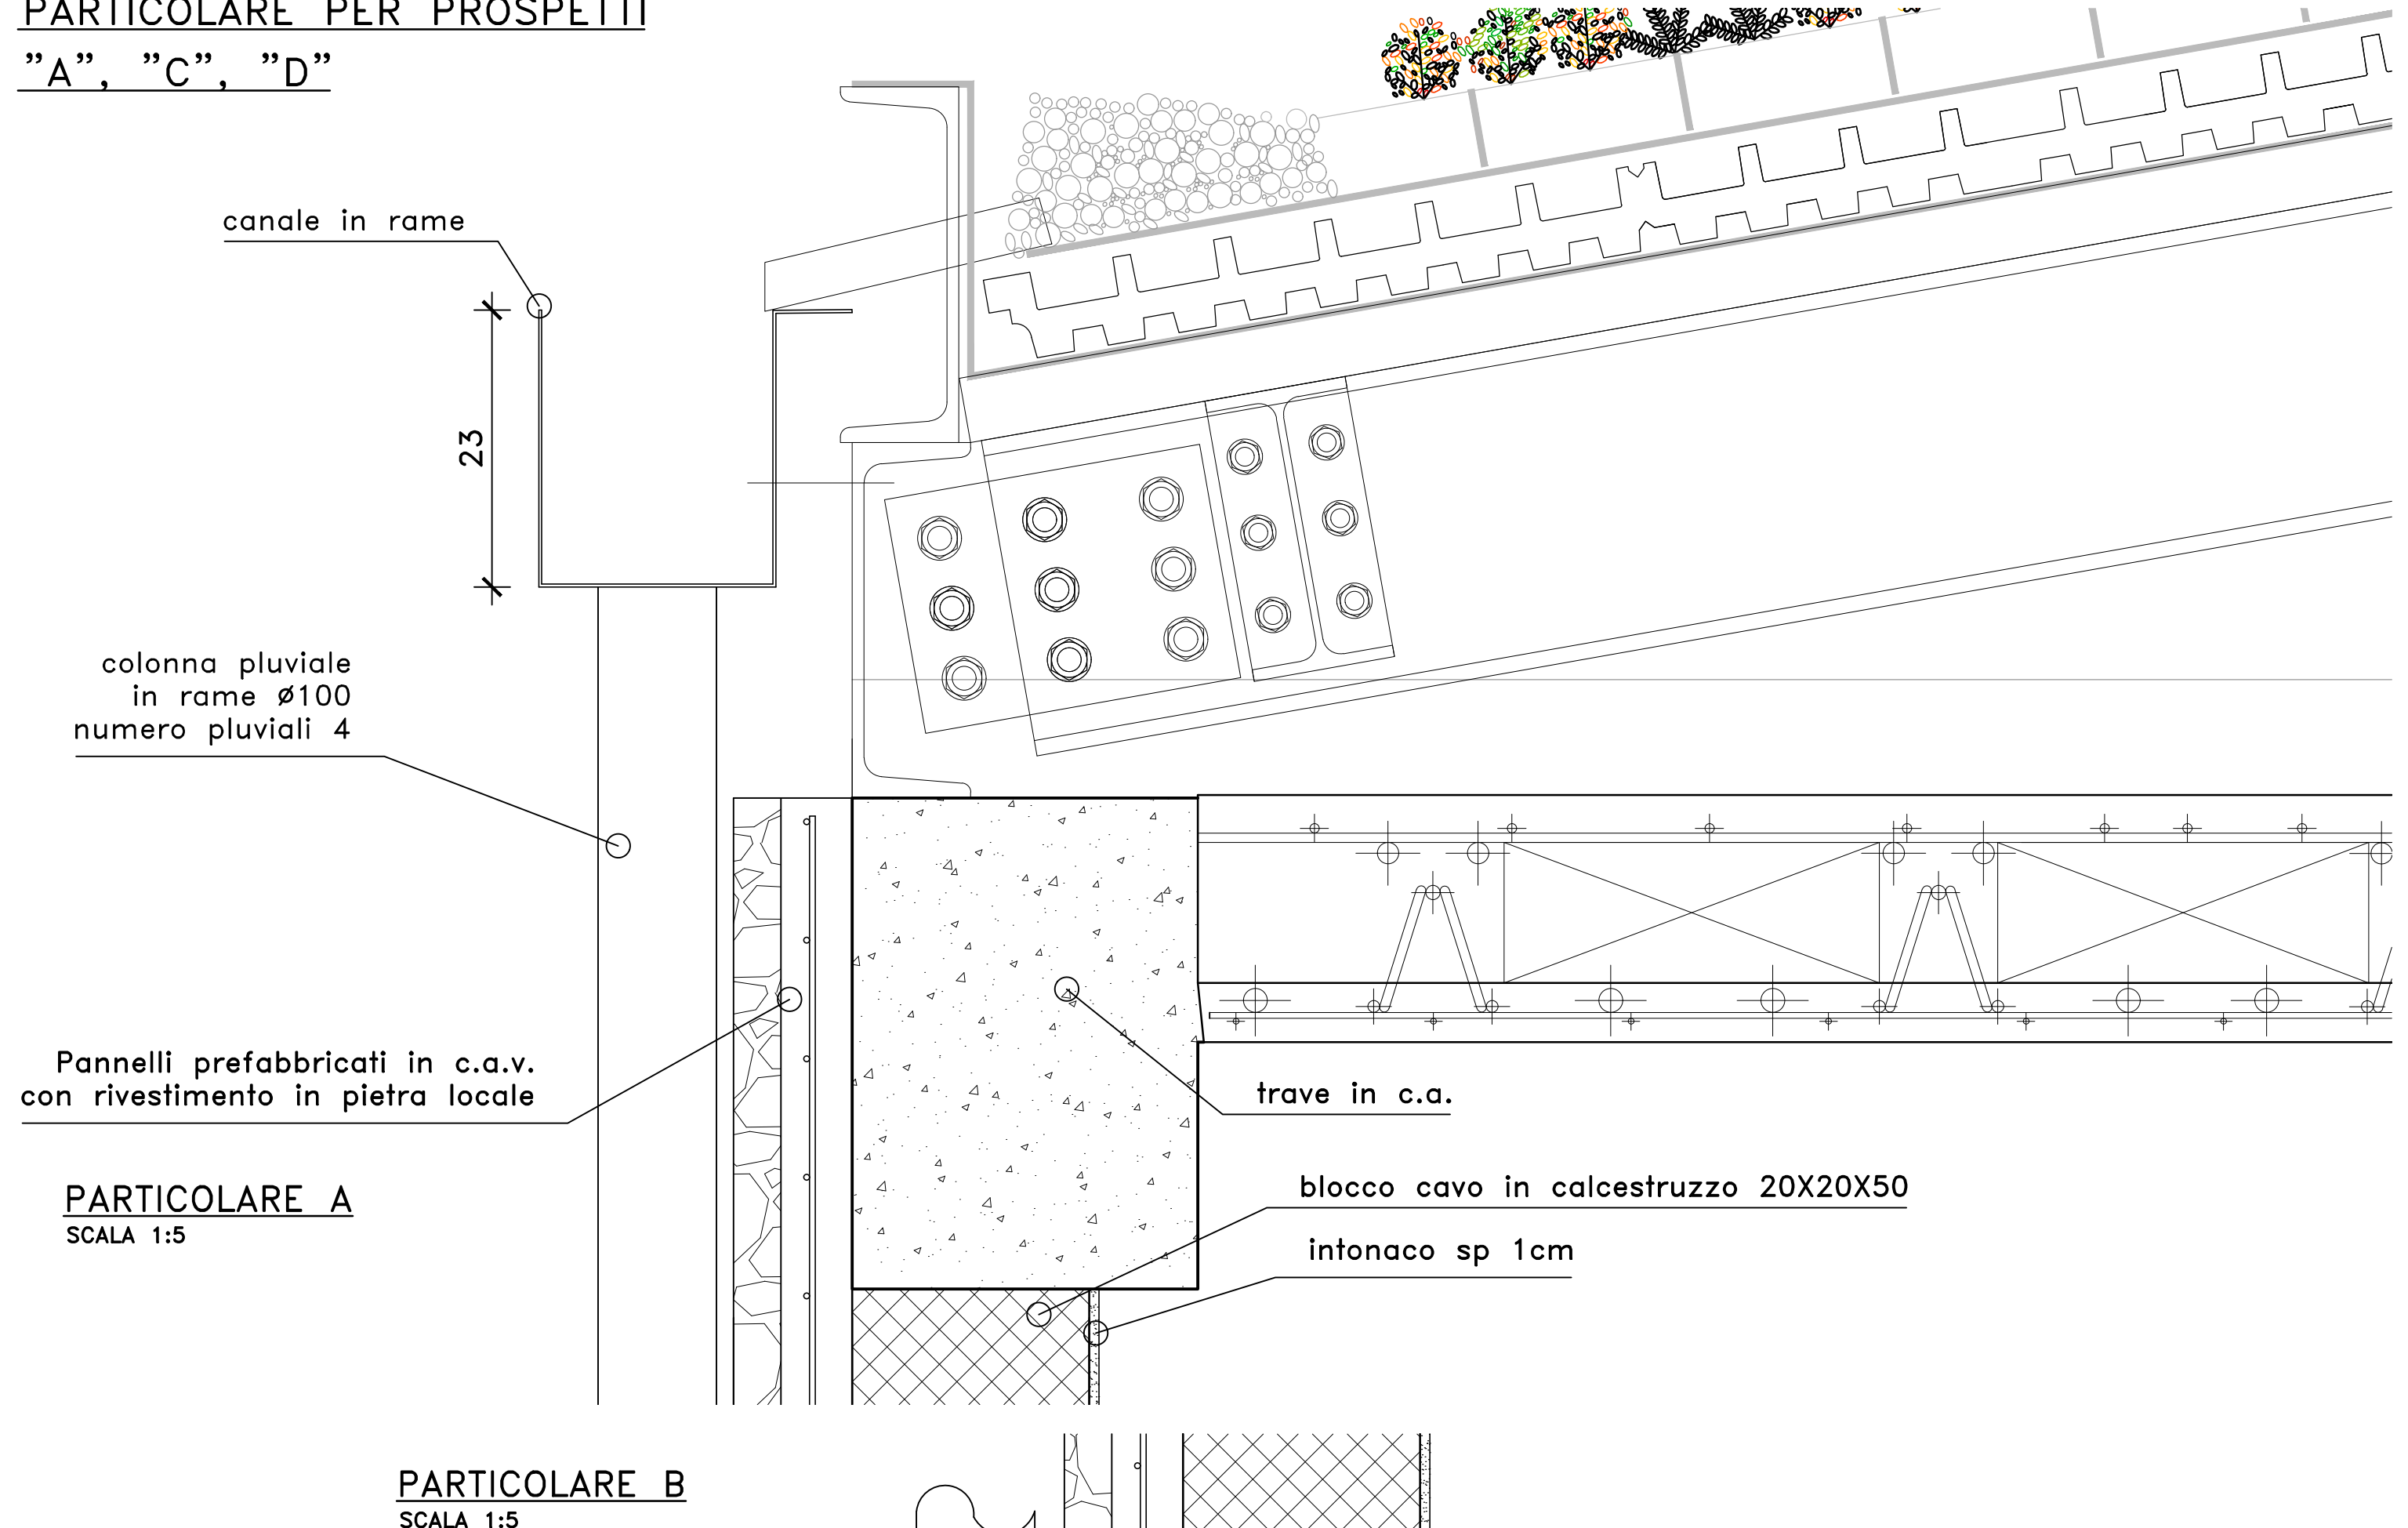 PARTICOLARE PER PROSPETTI
"A", "C", "D"
canale in rame
23
colonna pluviale
in rame ø100
numero pluviali 4
Pannelli prefabbricati in c.a.v.
con rivestimento in pietra locale
trave in c.a.
blocco cavo in calcestruzzo 20X20X50
intonaco sp 1cm
PARTICOLARE A
SCALA 1:5
PARTICOLARE B
SCALA 1:5